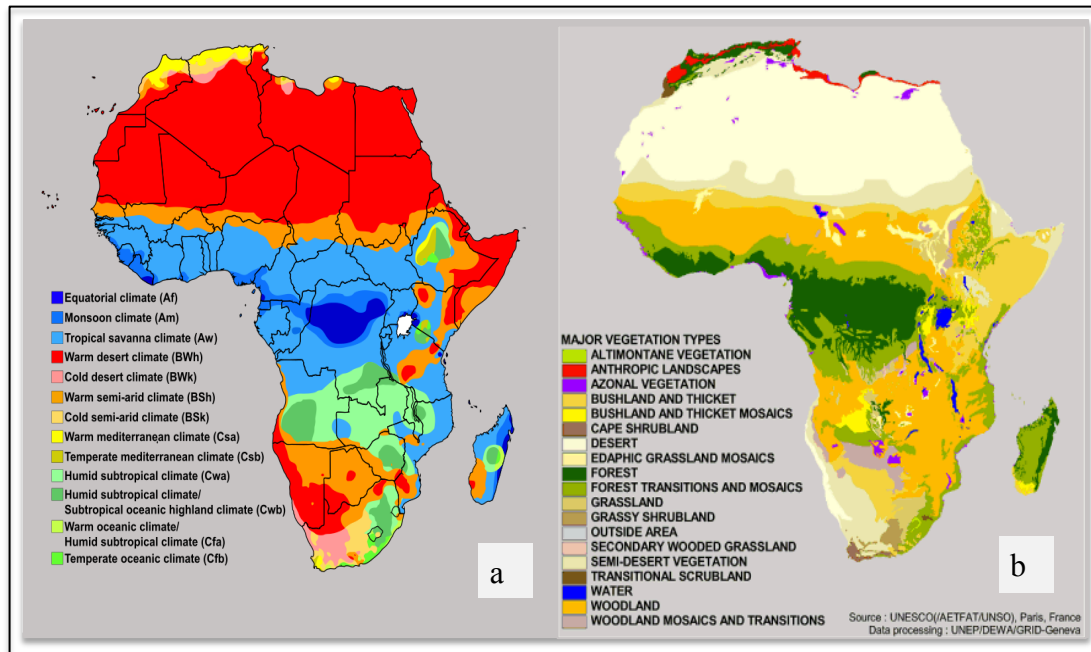 Equatorial climate (Af)
Monsoon climate (Am)
Tropical savanna climate (Aw)
Warm desert climate (BWh)
Cold desert climate (BWk)
Warm semi-arid climate (BSh)
Cold semi-arid climate (BSk)
Warm mediterranean climate (Csa)
Temperate mediterranean climate (Csb)
Humid subtropical climate (Cwa)
Humid subtropical climate/
Subtropical oceanic highland climate (Cwb)
Warm oceanic climate/
Humid subtropical climate (Cfa)
Temperate oceanic climate (Cfb)
a
MAJOR VEGETATION TYPES
ALTIMONTANE VEGETATION
ANTHROPIC LANDSCAPES
AZONAL VEGETATION
BUSHLAND AND THICKET
BUSHLAND AND THICKET MOSAICS
CAPE SHRUBLAND
DESERT
EDAPHIC GRASSLAND MOSAICS
FOREST
FOREST TRANSITIONS AND MOSAICS
GRASSLAND
GRASSY SHRUBLAND
OUTSIDE AREA
SECONDARY WOODED GRASSLAND
SEMI-DESERT VEGETATION
TRANSITIONAL SCRUBLAND
WATER
WOODLAND
WOODLAND MOSAICS AND TRANSITIONS
b
Source : UNESCO(/AETFAT/UNSO), Paris, France
Data processing : UNEP/DEWA/GRID-Geneva